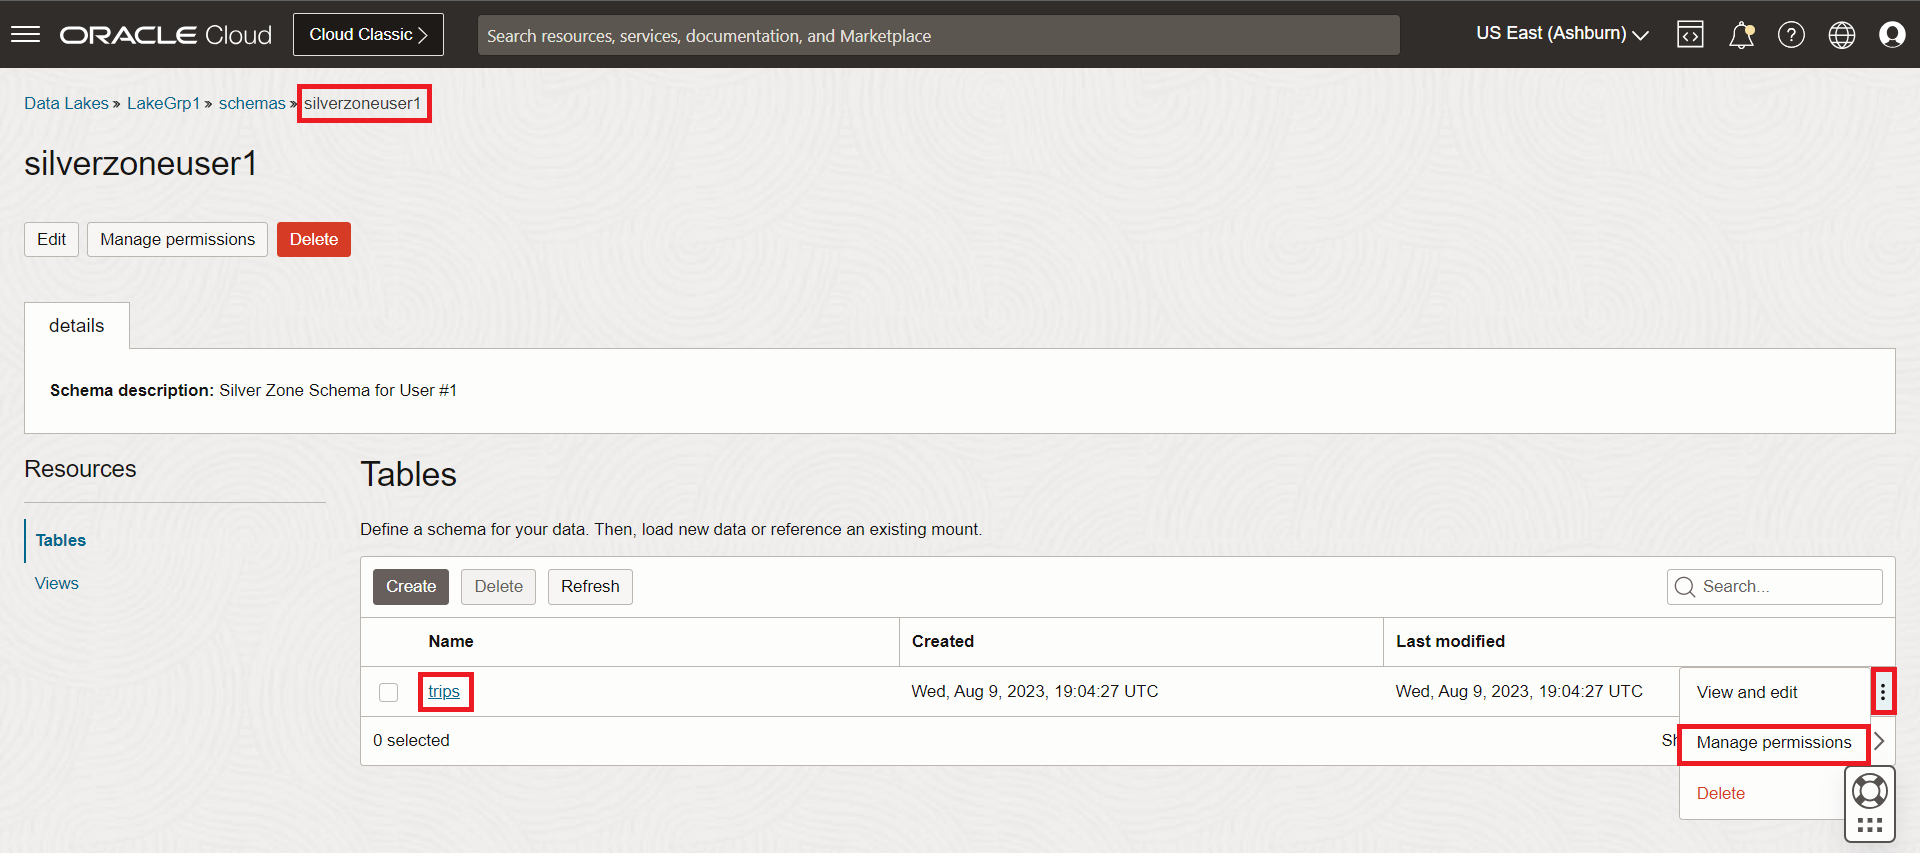 ORACLE Cloud
Cloud Classic
Search resources, services, documentation, and Marketplace
US East (Ashburn)
Data Lakes » LakeGrp1 » schemas » silverzoneuser1
silverzoneuser1
Edit
Manage permissions
Delete
details
Schema description: Silver Zone Schema for User #1
Resources
Tables
Views
Tables
Define a schema for your data. Then, load new data or reference an existing mount.
Create
Delete
Refresh
Search...
Name
Created
Last modified
trips
Wed, Aug 9, 2023, 19:04:27 UTC
Wed, Aug 9, 2023, 19:04:27 UTC
View and edit
0 selected
Manage permissions
Delete